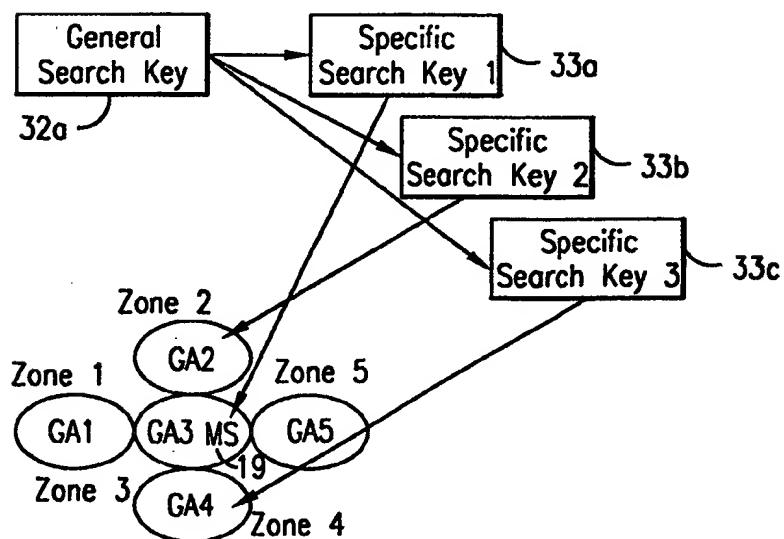 General
Search Key
32a
Specific
Search Key 1
33a
Specific
Search Key 2
33b
Specific
Search Key 3
33c
Zone 2
GA2
Zone 1
Zone 5
GA1
GA3 MS
GA5
19
Zone 3
GA4
Zone 4